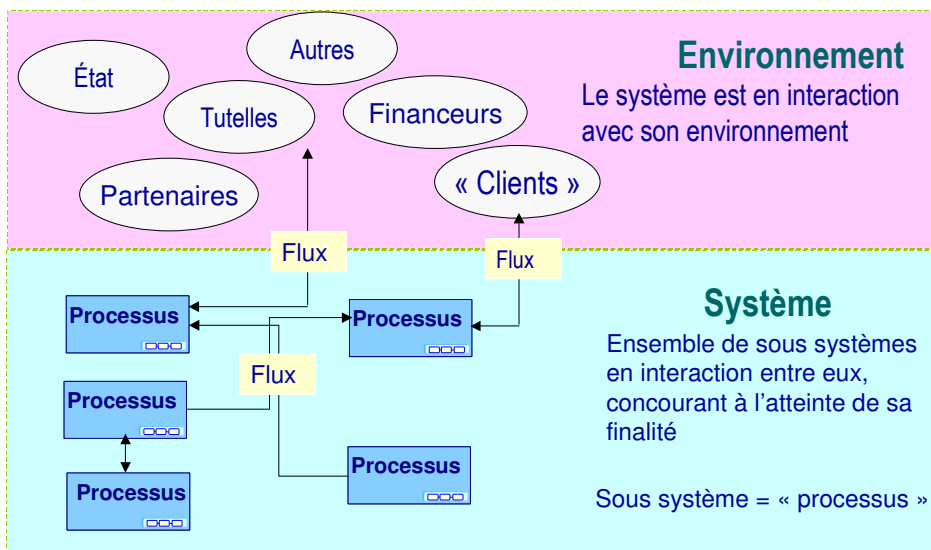 Autres
État
Environnement
Le système est en interaction
avec son environnement
Tutelles
Financeurs
Partenaires
« Clients »
Flux
Flux
Système
Processus
Processus
Ensemble de sous systèmes
en interaction entre eux,
concourant à l’atteinte de sa
finalité
Flux
Processus
Processus
Processus
Sous système = « processus »